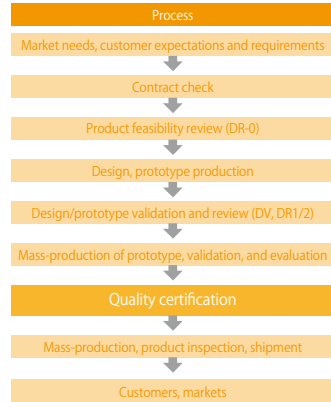 Process
Market needs, customer expectations and requirements
Contract check
Product feasibility review (DR-0)
Design, prototype production
Design/prototype validation and review (DV, DR1/2)
Mass-production of prototype, validation, and evaluation
Quality certification
Mass-production, product inspection, shipment
Customers, markets